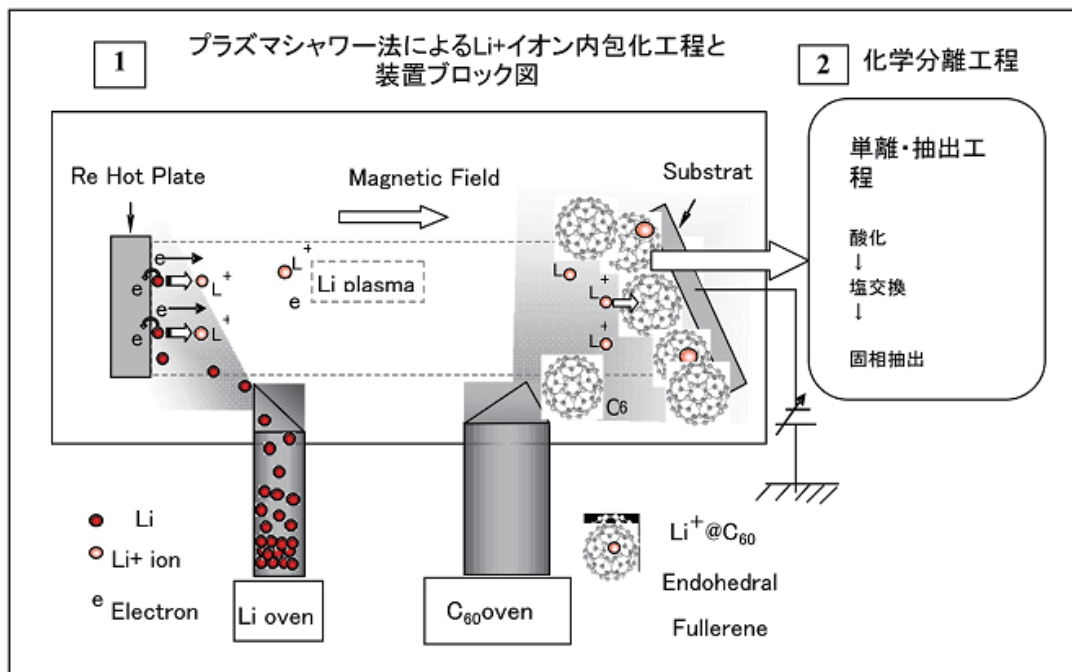 1
プラズマシャワー法によるLi+イオン内包化工程と
装置ブロック図
2
化学分離工程
Re Hot Plate
Magnetic Field
Substrat
単離・抽出工
程
酸化
↓
塩交換
↓
固相抽出
e
e
L+
e
e
L+
L+
e
Li plasma
L
L+
L+
C6
Li
Li+ ion
e Electron
Li oven
C60oven
Li+@C60
Endohedral
Fullerene